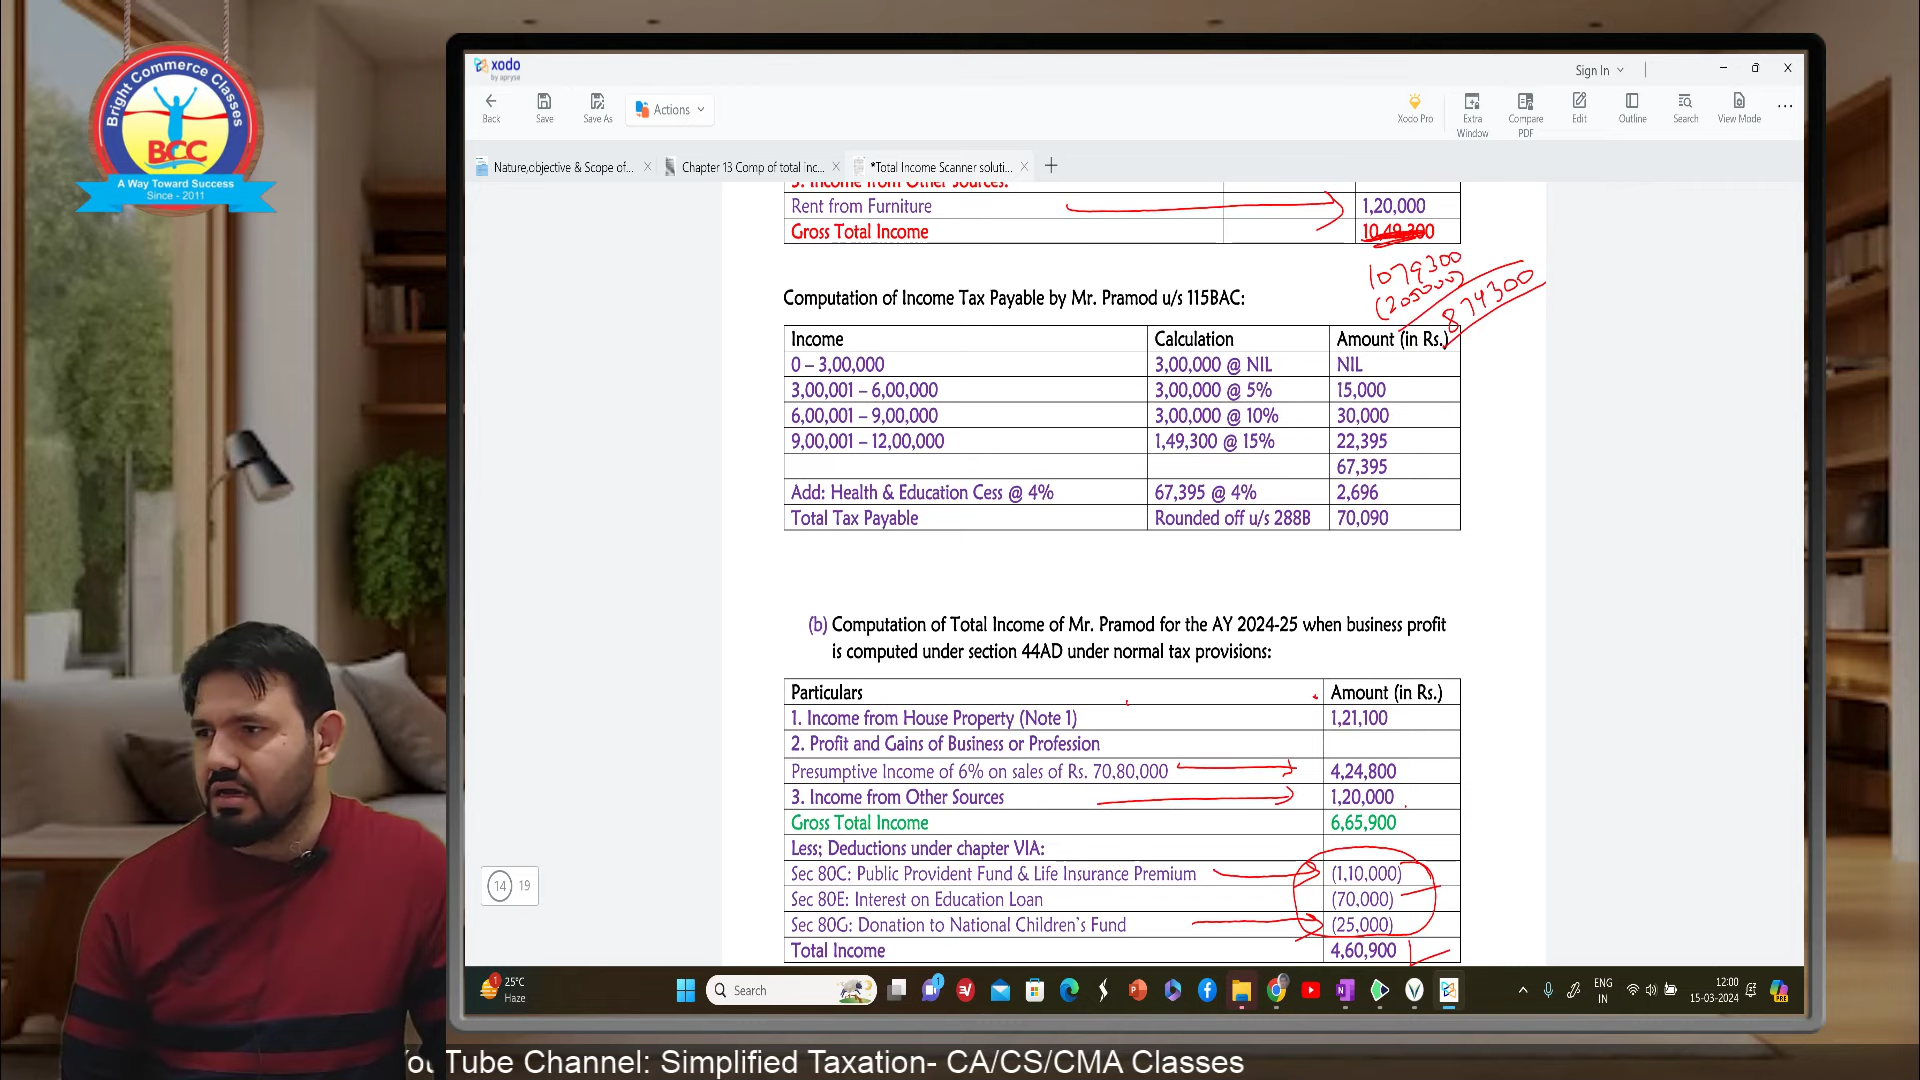 Bright Commerce Classes
BCC
A Way Toward Success
Since - 2011
xodo
by apryse
Sign In
Back
Save
Save As
Actions
Xodo Pro
Extra Window
Compare PDF
Edit
Outline
Search
View Mode
Nature,objective & Scope of...
Chapter 13 Comp of total inc...
*Total Income Scanner soluti...
3. Income from Other Sources:
Rent from Furniture 1,20,000
Gross Total Income 10,49,300
1079300
(205000)
874300
Computation of Income Tax Payable by Mr. Pramod u/s 115BAC:
Income Calculation Amount (in Rs.)
0 – 3,00,000 3,00,000 @ NIL NIL
3,00,001 – 6,00,000 3,00,000 @ 5% 15,000
6,00,001 – 9,00,000 3,00,000 @ 10% 30,000
9,00,001 – 12,00,000 1,49,300 @ 15% 22,395
67,395
Add: Health & Education Cess @ 4% 67,395 @ 4% 2,696
Total Tax Payable Rounded off u/s 288B 70,090
(b) Computation of Total Income of Mr. Pramod for the AY 2024-25 when business profit
is computed under section 44AD under normal tax provisions:
Particulars Amount (in Rs.)
1. Income from House Property (Note 1) 1,21,100
2. Profit and Gains of Business or Profession
Presumptive Income of 6% on sales of Rs. 70,80,000 4,24,800
3. Income from Other Sources 1,20,000
Gross Total Income 6,65,900
Less; Deductions under chapter VIA:
Sec 80C: Public Provident Fund & Life Insurance Premium (1,10,000)
Sec 80E: Interest on Education Loan (70,000)
Sec 80G: Donation to National Children's Fund (25,000)
Total Income 4,60,900
14 19
1
25°C
Haze
Search
1
ENG
IN
12:00
15-03-2024
PRE
YouTube Channel: Simplified Taxation- CA/CS/CMA Classes